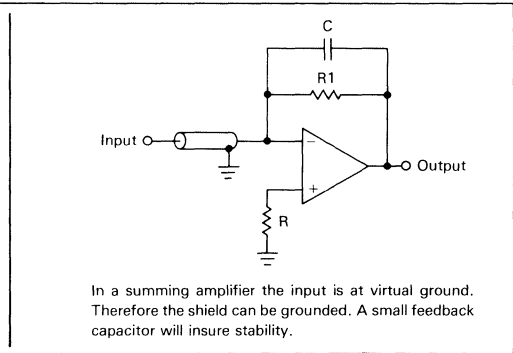 C
R1
Input
−
+
Output
R
In a summing amplifier the input is at virtual ground.
Therefore the shield can be grounded. A small feedback
capacitor will insure stability.